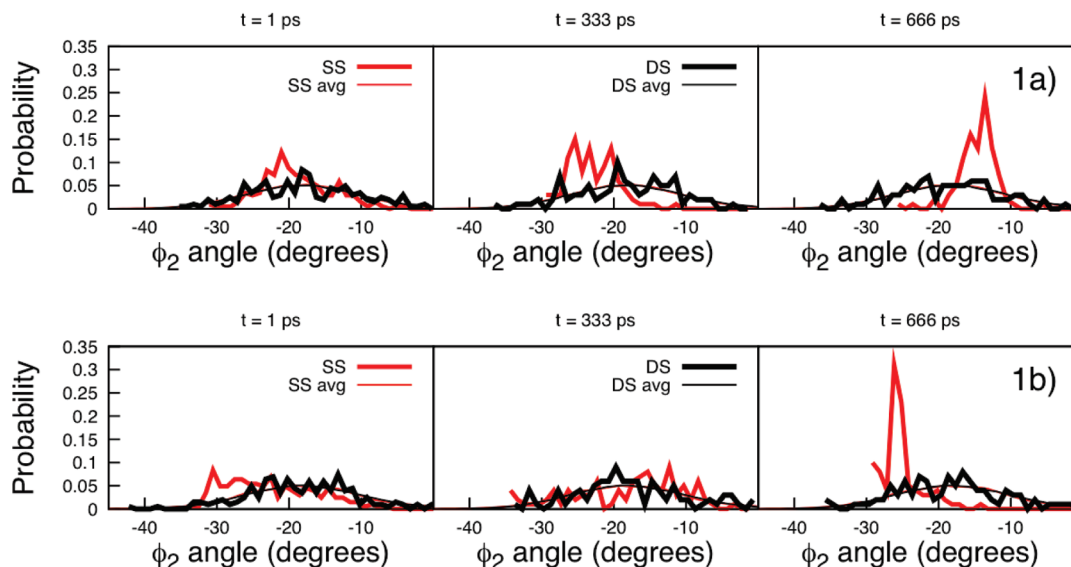 t = 1 ps
t = 333 ps
t = 666 ps
Probability
0.35
0.3
0.25
0.2
0.15
0.1
0.05
0
SS
SS avg
DS
DS avg
1a)
-40 -30 -20 -10
-40 -30 -20 -10
-40 -30 -20 -10
ϕ2 angle (degrees)
ϕ2 angle (degrees)
ϕ2 angle (degrees)
t = 1 ps
t = 333 ps
t = 666 ps
Probability
0.35
0.3
0.25
0.2
0.15
0.1
0.05
0
SS
SS avg
DS
DS avg
1b)
-40 -30 -20 -10
-40 -30 -20 -10
-40 -30 -20 -10
ϕ2 angle (degrees)
ϕ2 angle (degrees)
ϕ2 angle (degrees)